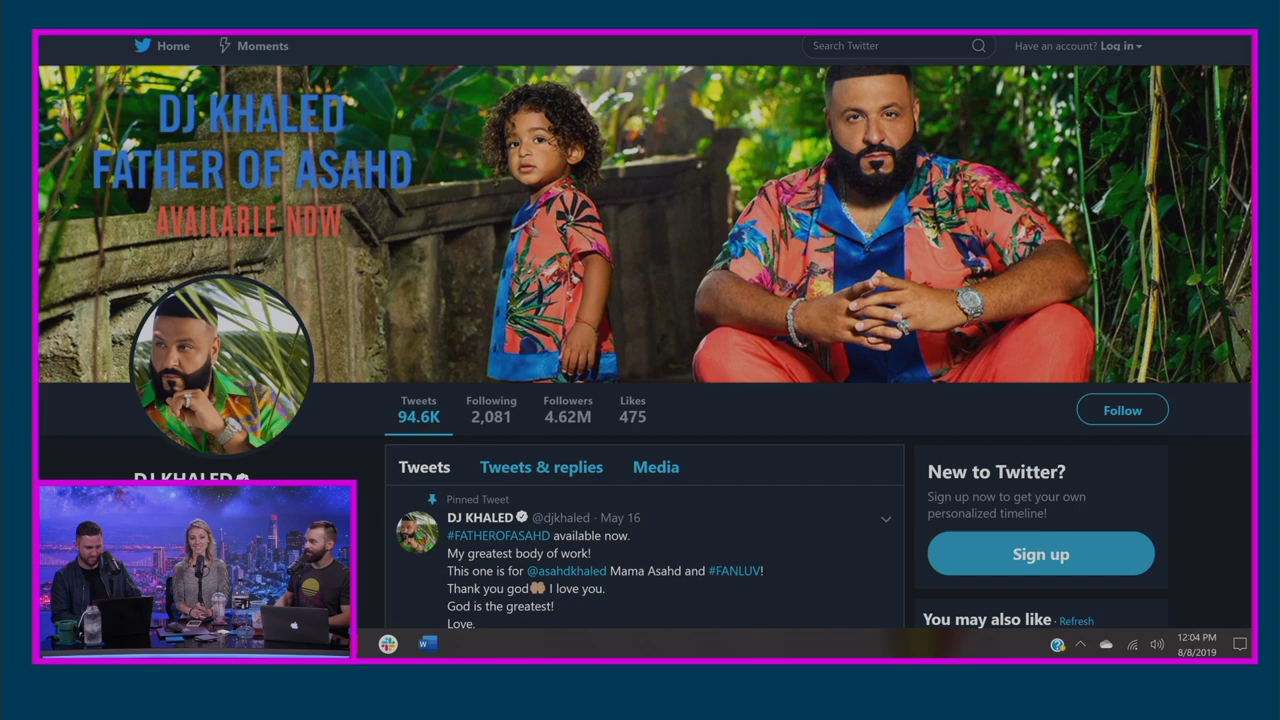 Home
Moments
Search Twitter
Have an account? Log in
DJ KHALED
FATHER OF ASAHD
AVAILABLE NOW
Tweets
94.6K
Following
2,081
Followers
4.62M
Likes
475
Follow
DJ KHALED
Tweets
Tweets & replies
Media
Pinned Tweet
DJ KHALED @djkhaled · May 16
#FATHEROFASAHD available now.
My greatest body of work!
This one is for @asahdkhaled Mama Asahd and #FANLUV!
Thank you god🤲🏽 I love you.
God is the greatest!
Love.
New to Twitter?
Sign up now to get your own
personalized timeline!
Sign up
You may also like · Refresh
W
12:04 PM
8/8/2019